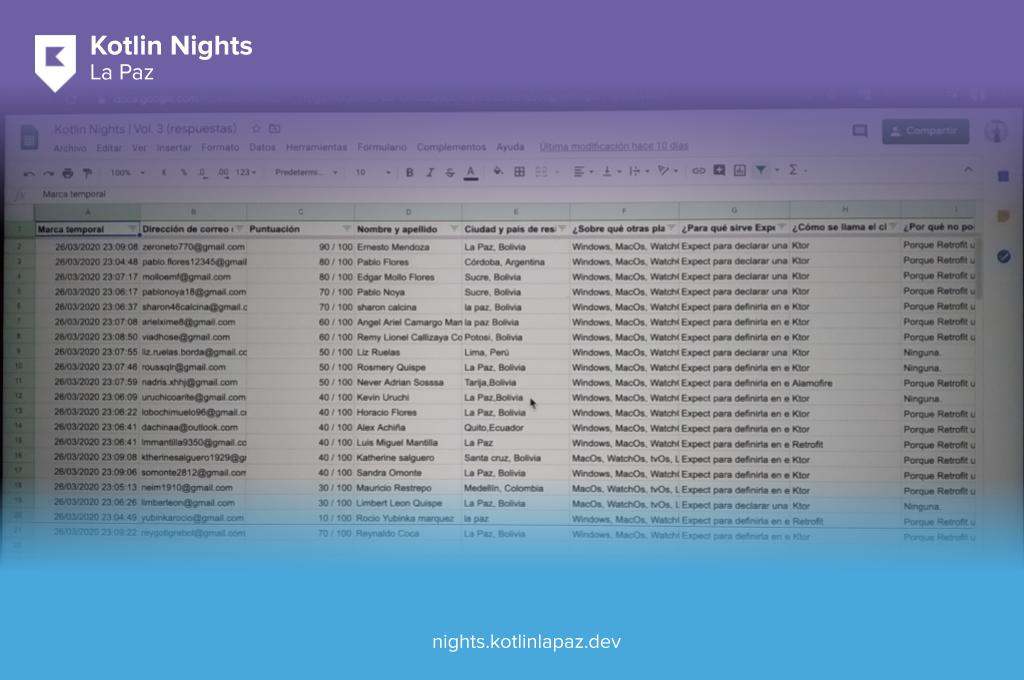 Kotlin Nights
La Paz
docs.google.com
Kotlin Nights | Vol. 3 (respuestas)
Compartir
Archivo Editar Ver Insertar Formato Datos Herramientas Formulario Complementos Ayuda Última modificación hace 10 días
100% € % .0 .00 123 Predetermi... 10 B I S A Σ
fx Marca temporal
A B C D E F G H I
1 Marca temporal Dirección de correo Puntuación Nombre y apellido Ciudad y país de res ¿Sobre qué otras pla ¿Para qué sirve Expe ¿Cómo se llama el cl ¿Por qué no po
2 26/03/2020 23:09:08 zeroneto770@gmail.com 90 / 100 Ernesto Mendoza La Paz, Bolivia Windows, MacOs, Watch Expect para declarar una Ktor Porque Retrofit u
3 26/03/2020 23:04:48 pablo.flores12345@gmail 80 / 100 Pablo Flores Córdoba, Argentina Windows, MacOs, Watch Expect para declarar una Ktor Porque Retrofit u
4 26/03/2020 23:07:17 molloemf@gmail.com 80 / 100 Edgar Mollo Flores Sucre, Bolivia Windows, MacOs, Watch Expect para declarar una Ktor Porque Retrofit u
5 26/03/2020 23:06:17 pablonoya18@gmail.com 70 / 100 Pablo Noya Sucre, Bolivia Windows, MacOs, Watch Expect para declarar una Ktor Porque Retrofit u
6 26/03/2020 23:06:37 sharon46calcina@gmail.c 70 / 100 sharon calcina la paz, Bolivia Windows, MacOs, Watch Expect para definirla en e Ktor Porque Retrofit u
7 26/03/2020 23:07:08 arielxime8@gmail.com 60 / 100 Angel Ariel Camargo Man la paz Bolivia Windows, MacOs, Watch Expect para definirla en e Ktor Porque Retrofit u
8 26/03/2020 23:08:50 viadhose@gmail.com 60 / 100 Remy Lionel Callizaya Co Potosi, Bolivia Windows, MacOs, Watch Expect para definirla en e Ktor Porque Retrofit u
9 26/03/2020 23:07:55 liz.ruelas.borda@gmail.cc 50 / 100 Liz Ruelas Lima, Perú Windows, MacOs, Watch Expect para declarar una Ktor Ninguna.
10 26/03/2020 23:07:46 roussqlr@gmail.com 50 / 100 Rosmery Quispe La Paz, Bolivia Windows, MacOs, Watch Expect para definirla en e Ktor Ninguna.
11 26/03/2020 23:07:59 nadris.xhhj@gmail.com 50 / 100 Never Adrian Sosssa Tarija,Bolivia Windows, MacOs, Watch Expect para definirla en e Alamofire Porque Retrofit u
12 26/03/2020 23:06:09 uruchicoarite@gmail.com 40 / 100 Kevin Uruchi La Paz,Bolivia Windows, MacOs, Watch Expect para definirla en e Ktor Ninguna.
13 26/03/2020 23:06:22 lobochimuelo96@gmail.c 40 / 100 Horacio Flores La Paz, Bolivia Windows, MacOs, Watch Expect para definirla en e Ktor Porque Retrofit u
14 26/03/2020 23:06:41 dachinaa@outlook.com 40 / 100 Alex Achiña Quito,Ecuador Windows, MacOs, Watch Expect para definirla en e Ktor Porque Retrofit u
15 26/03/2020 23:06:41 lmmantilla9350@gmail.cc 40 / 100 Luis Miguel Mantilla La Paz Windows, MacOs, Watch Expect para definirla en e Retrofit Porque Retrofit u
16 26/03/2020 23:09:08 ktherinesalguero1929@g 40 / 100 Katherine salguero Santa cruz, Bolivia MacOs, WatchOs, tvOs, L Expect para definirla en e Ktor Porque Retrofit u
17 26/03/2020 23:09:06 somonte2812@gmail.con 40 / 100 Sandra Omonte La Paz, Bolivia Windows, MacOs, Watch Expect para definirla en e Ktor Porque Retrofit u
18 26/03/2020 23:05:13 neim1910@gmail.com 30 / 100 Mauricio Restrepo Medellín, Colombia MacOs, WatchOs, tvOs, L Expect para definirla en e Ktor Porque Retrofit u
19 26/03/2020 23:06:26 limberleon@gmail.com 30 / 100 Limbert Leon Quispe La Paz, Bolivia MacOs, WatchOs, tvOs, L Expect para declarar una Ktor Ninguna.
20 26/03/2020 23:04:49 yubinkarocio@gmail.com 10 / 100 Rocio Yubinka marquez la paz Windows, MacOs, Watch Expect para definirla en e Retrofit Porque Retrofit u
21 26/03/2020 23:09:22 reygotigrebol@gmail.com 70 / 100 Reynaldo Coca La Paz, Bolivia Windows, MacOs, Watch Expect para definirla en e Ktor Porque Retrofit u
nights.kotlinlapaz.dev